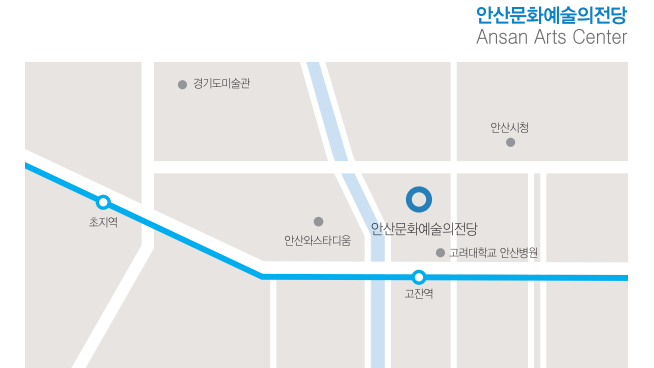 안산문화예술의전당
Ansan Arts Center
경기도미술관
안산시청
초지역
안산와스타디움
안산문화예술의전당
고려대학교 안산병원
고잔역